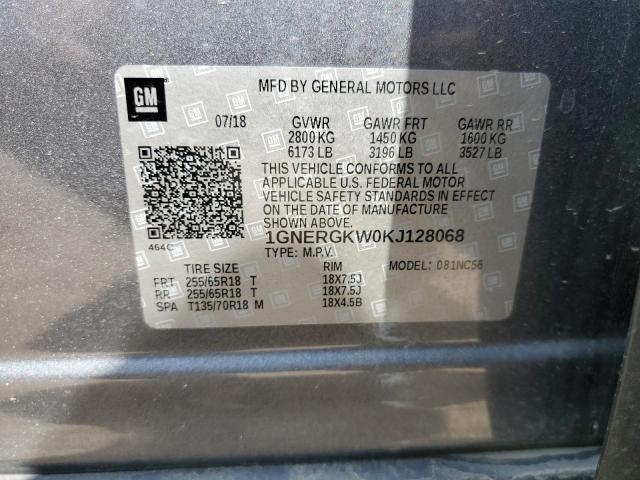 GM
MFD BY GENERAL MOTORS LLC
07/18 GVWR GAWR FRT GAWR RR
2800 KG 1450 KG 1600 KG
6173 LB 3196 LB 3527 LB
THIS VEHICLE CONFORMS TO ALL
APPLICABLE U.S. FEDERAL MOTOR
VEHICLE SAFETY STANDARDS IN EFFECT
ON THE DATE OF MANUFACTURE
SHOWN ABOVE.
1GNERGKW0KJ128068
464C
TYPE: M.P.V. MODEL: 081NC56
TIRE SIZE RIM
FRT 255/65R18 T 18X7.5J
RR 255/65R18 T 18X7.5J
SPA T135/70R18 M 18X4.5B